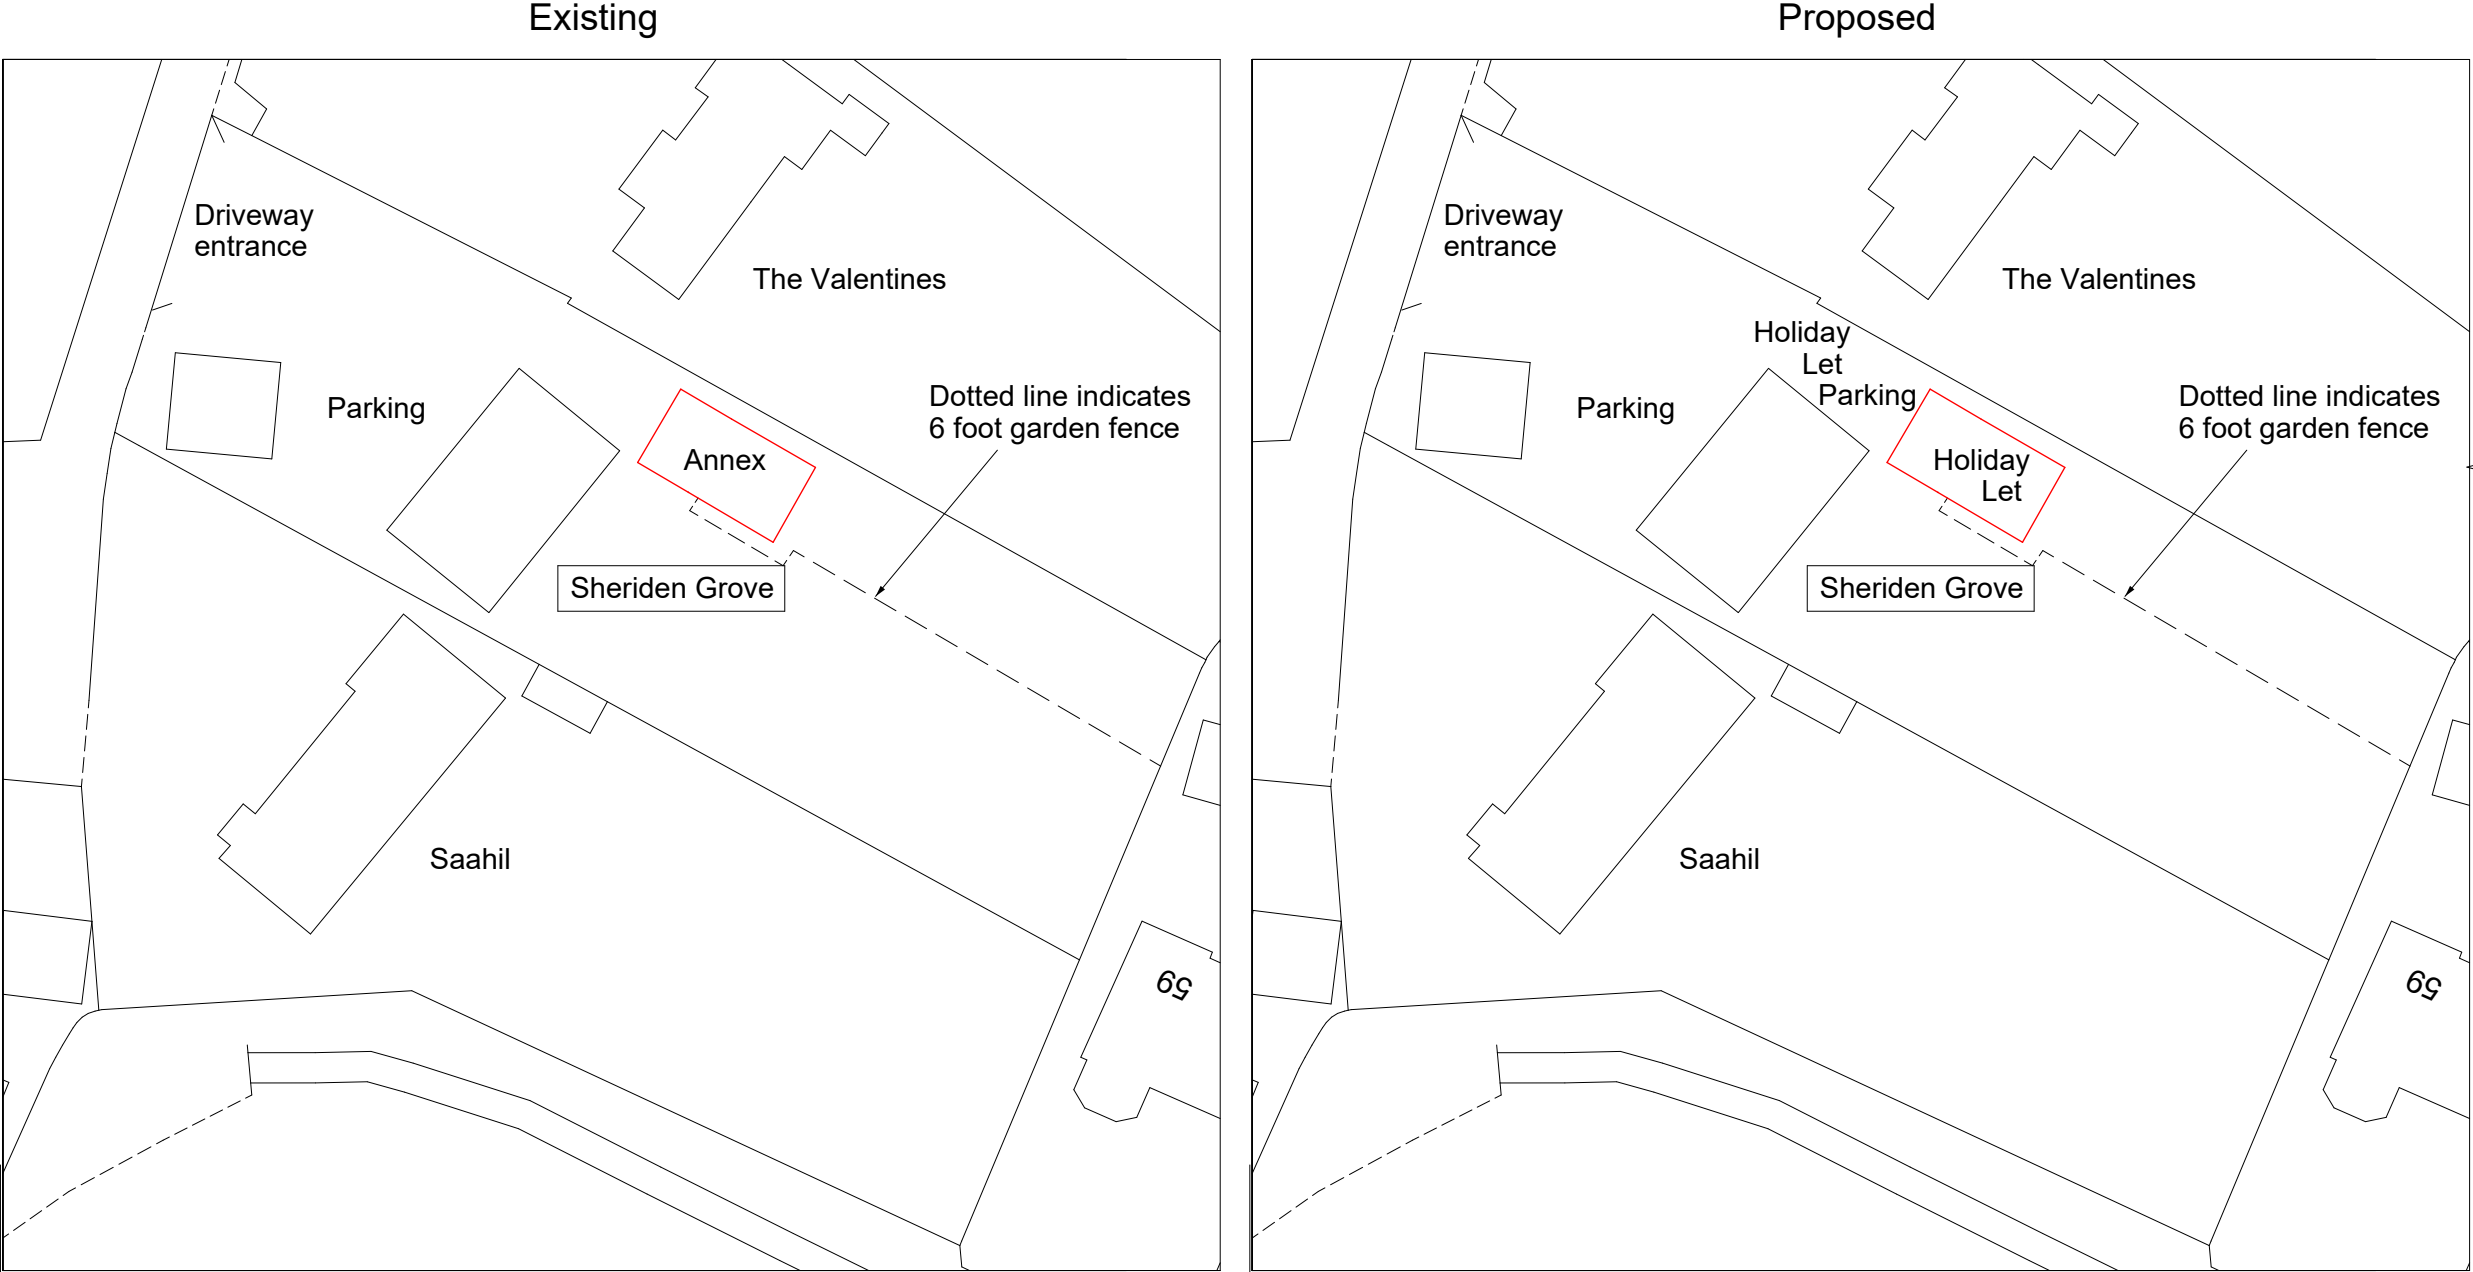 Existing
Driveway
entrance
The Valentines
Parking
Annex
Dotted line indicates
6 foot garden fence
Sheriden Grove
Saahil
59
Proposed
Driveway
entrance
The Valentines
Holiday
Let
Parking
Parking
Holiday
Let
Dotted line indicates
6 foot garden fence
Sheriden Grove
Saahil
59